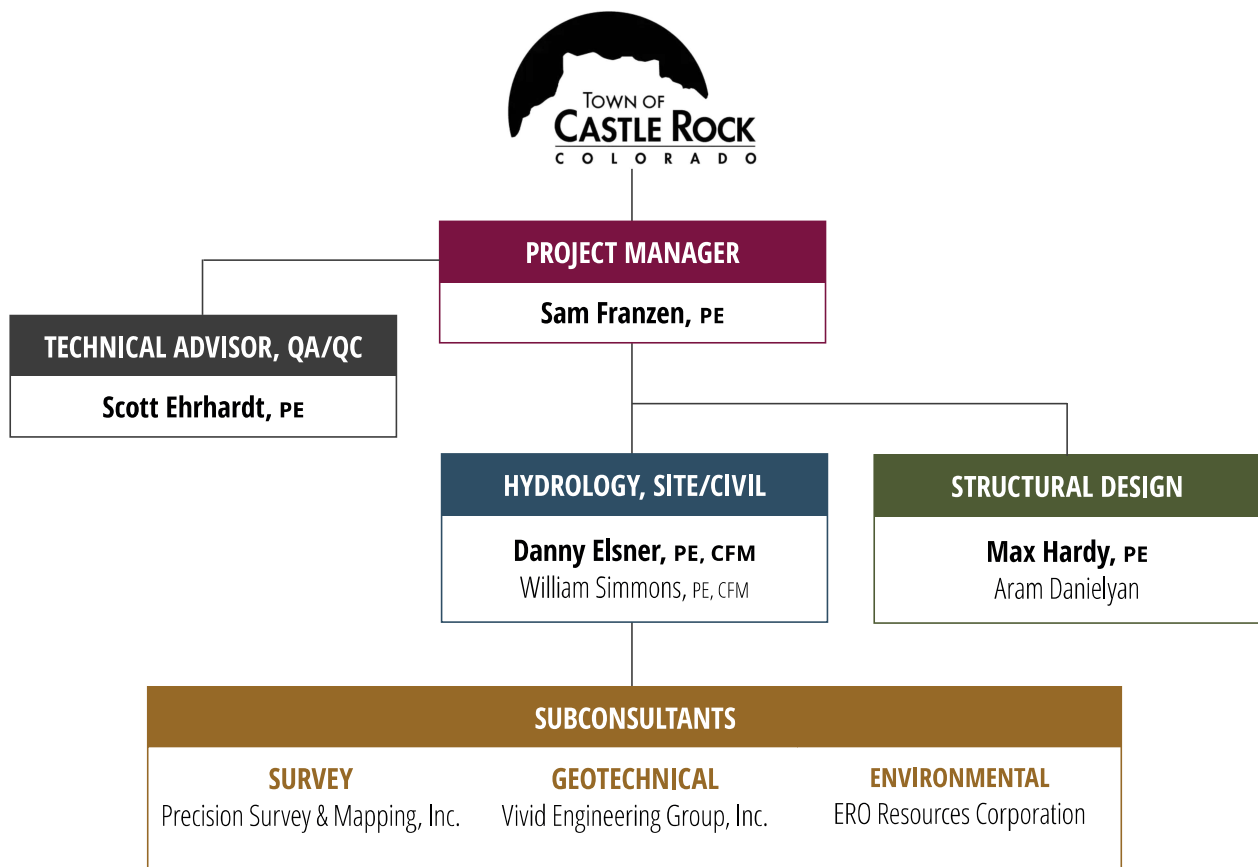 TOWN OF
CASTLE ROCK
COLORADO
PROJECT MANAGER
Sam Franzen, PE
TECHNICAL ADVISOR, QA/QC
Scott Ehrhardt, PE
HYDROLOGY, SITE/CIVIL
Danny Elsner, PE, CFM
William Simmons, PE, CFM
STRUCTURAL DESIGN
Max Hardy, PE
Aram Danielyan
SUBCONSULTANTS
SURVEY
Precision Survey & Mapping, Inc.
GEOTECHNICAL
Vivid Engineering Group, Inc.
ENVIRONMENTAL
ERO Resources Corporation